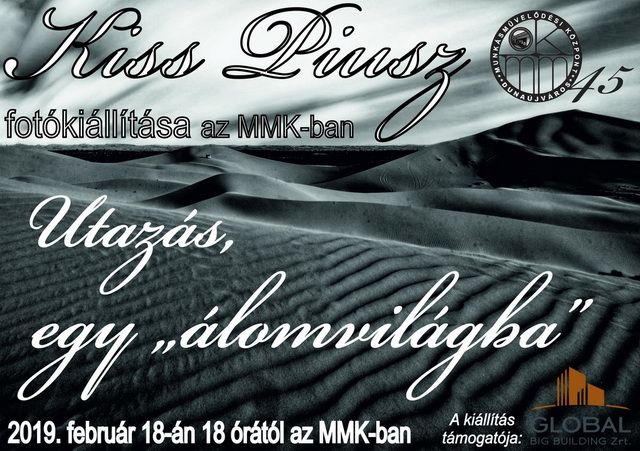 Kiss Piusz
fotókiállítása az MMK-ban
MUNKÁSMŰVELŐDÉSI KÖZPONT
DUNAÚJVÁROS
45
Utazás,
egy „álomvilágba”
2019. február 18-án 18 órától az MMK-ban
A kiállítás
támogatója:
GLOBAL
BIG BUILDING Zrt.